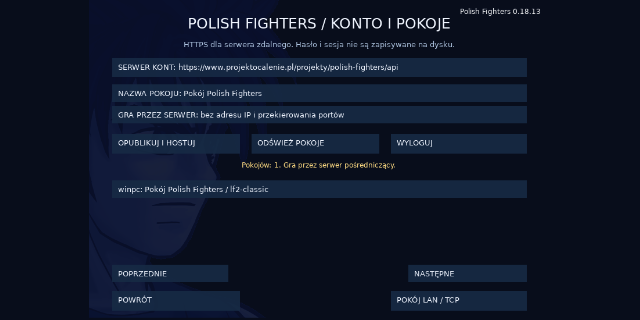 Polish Fighters 0.18.13
POLISH FIGHTERS / KONTO I POKOJE
HTTPS dla serwera zdalnego. Hasło i sesja nie są zapisywane na dysku.
SERWER KONT: https://www.projektocalenie.pl/projekty/polish-fighters/api
NAZWA POKOJU: Pokój Polish Fighters
GRA PRZEZ SERWER: bez adresu IP i przekierowania portów
OPUBLIKUJ I HOSTUJ
ODŚWIEŻ POKOJE
WYLOGUJ
Pokojów: 1. Gra przez serwer pośredniczący.
winpc: Pokój Polish Fighters / lf2-classic
POPRZEDNIE
NASTĘPNE
POWRÓT
POKÓJ LAN / TCP